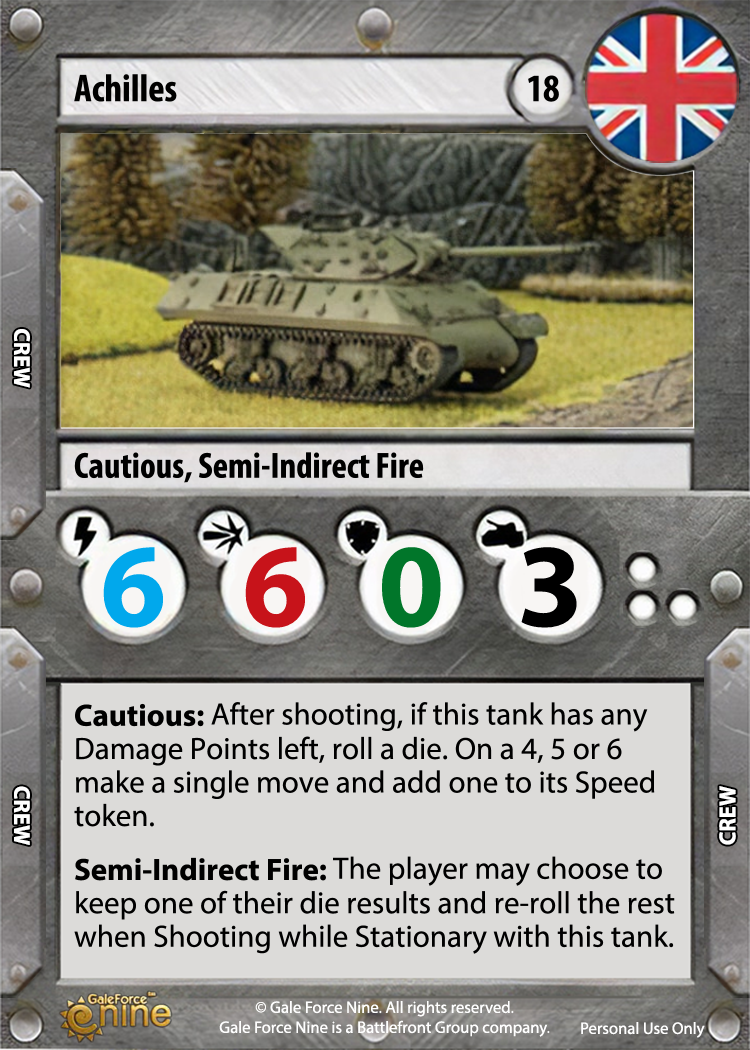 Achilles
18
CREW
Cautious, Semi-Indirect Fire
6 6 0 3
Cautious: After shooting, if this tank has any
Damage Points left, roll a die. On a 4, 5 or 6
make a single move and add one to its Speed
token.
Semi-Indirect Fire: The player may choose to
keep one of their die results and re-roll the rest
when Shooting while Stationary with this tank.
CREW
CREW
GaleForce™
nine
© Gale Force Nine. All rights reserved.
Gale Force Nine is a Battlefront Group company.
Personal Use Only